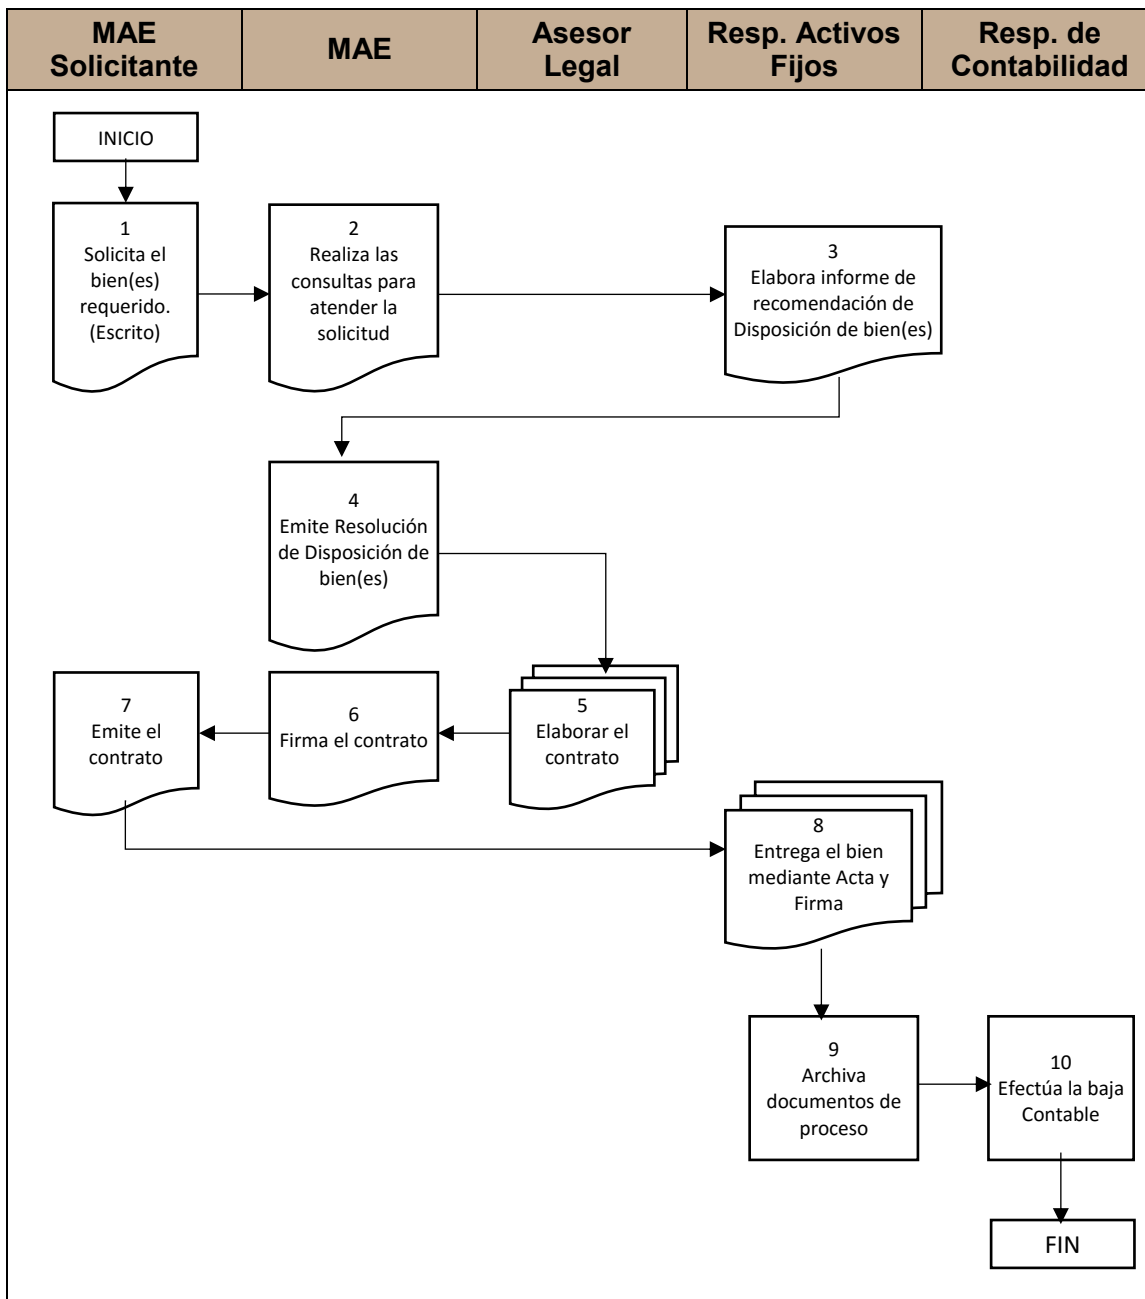 MAE
Solicitante
MAE
Asesor
Legal
Resp. Activos
Fijos
Resp. de
Contabilidad
INICIO
1
Solicita el
bien(es)
requerido.
(Escrito)
2
Realiza las
consultas para
atender la
solicitud
3
Elabora informe de
recomendación de
Disposición de bien(es)
4
Emite Resolución
de Disposición de
bien(es)
5
Elaborar el
contrato
6
Firma el contrato
7
Emite el
contrato
8
Entrega el bien
mediante Acta y
Firma
9
Archiva
documentos de
proceso
10
Efectúa la baja
Contable
FIN